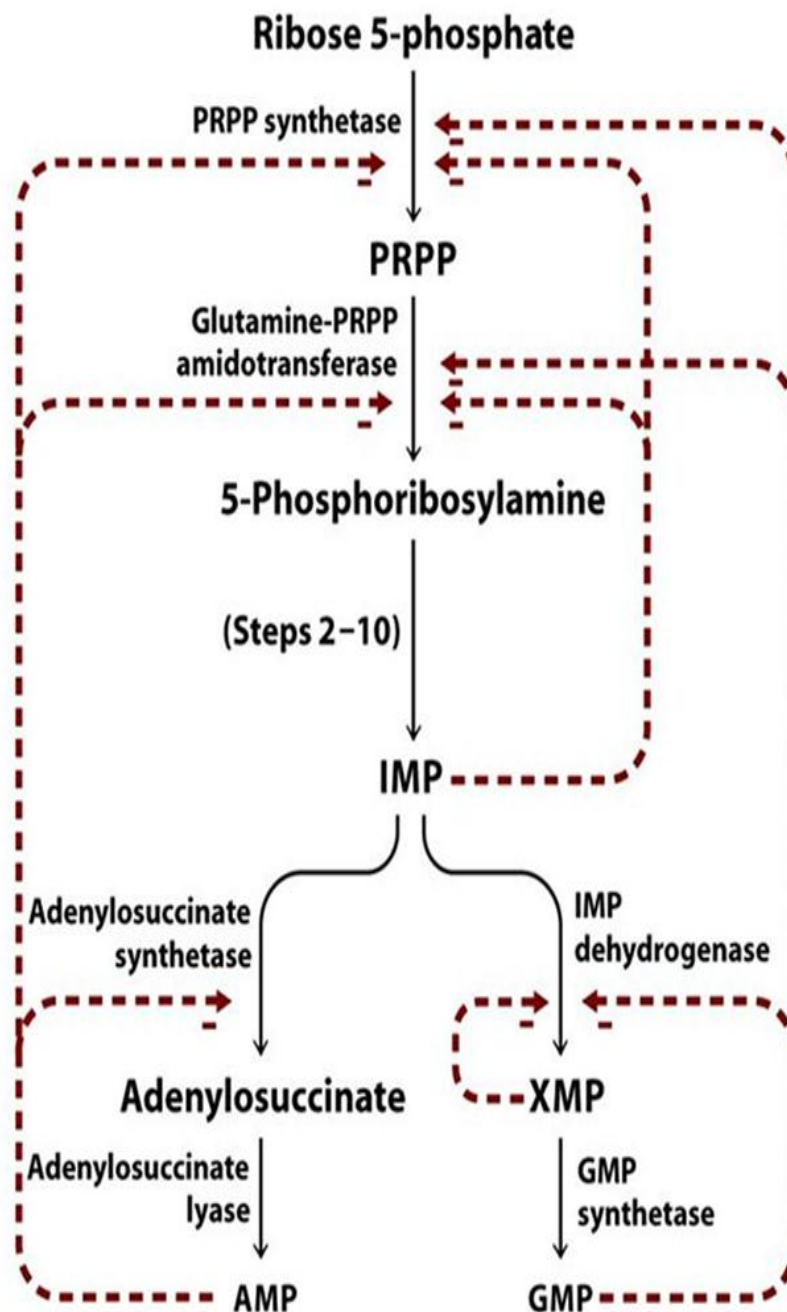 Ribose 5-phosphate
PRPP synthetase
PRPP
Glutamine-PRPP
amidotransferase
5-Phosphoribosylamine
(Steps 2–10)
IMP
Adenylosuccinate
synthetase
IMP
dehydrogenase
Adenylosuccinate
XMP
Adenylosuccinate
lyase
GMP
synthetase
AMP
GMP